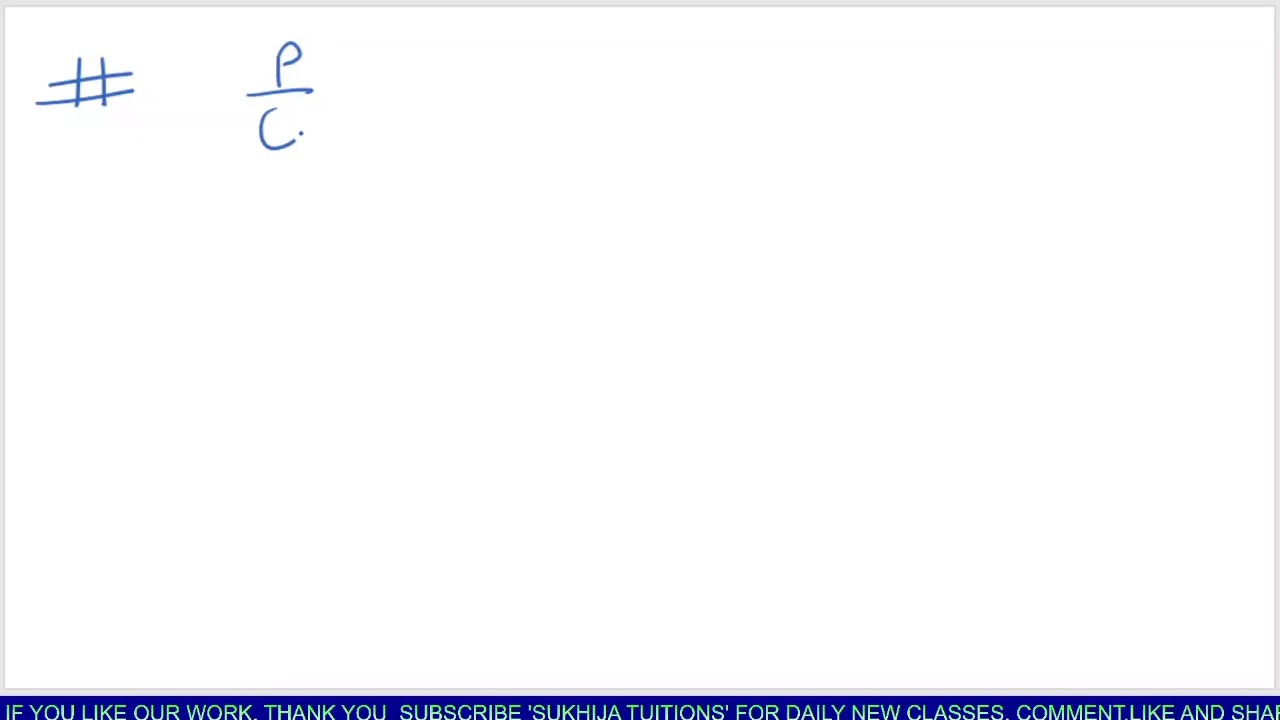 # P
C.
IF YOU LIKE OUR WORK, THANK YOU SUBSCRIBE 'SUKHIJA TUITIONS' FOR DAILY NEW CLASSES, COMMENT,LIKE AND SHA